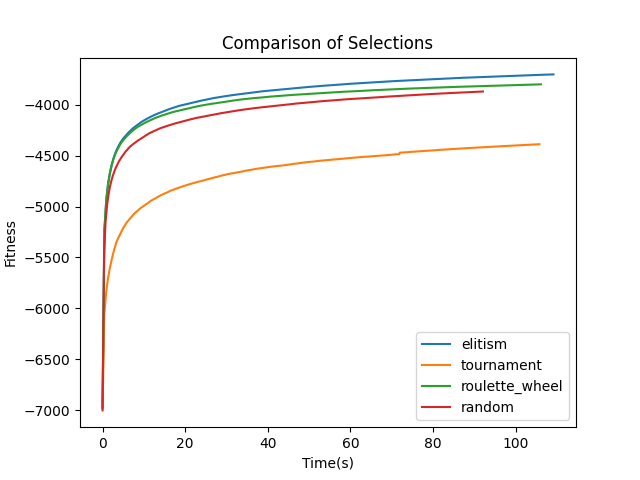 Comparison of Selections
Fitness
−4000
−4500
−5000
−5500
−6000
−6500
−7000
elitism
tournament
roulette_wheel
random
0 20 40 60 80 100
Time(s)